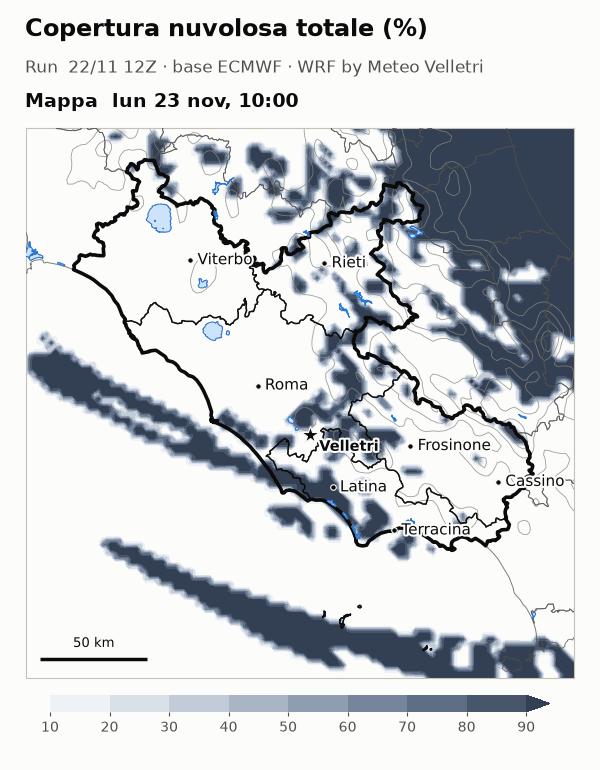 Copertura nuvolosa totale (%)
Run  22/11 12Z · base ECMWF · WRF by Meteo Velletri
Mappa  lun 23 nov, 10:00
Viterbo
Rieti
Roma
Velletri
Frosinone
Latina
Cassino
Terracina
50 km
10 20 30 40 50 60 70 80 90